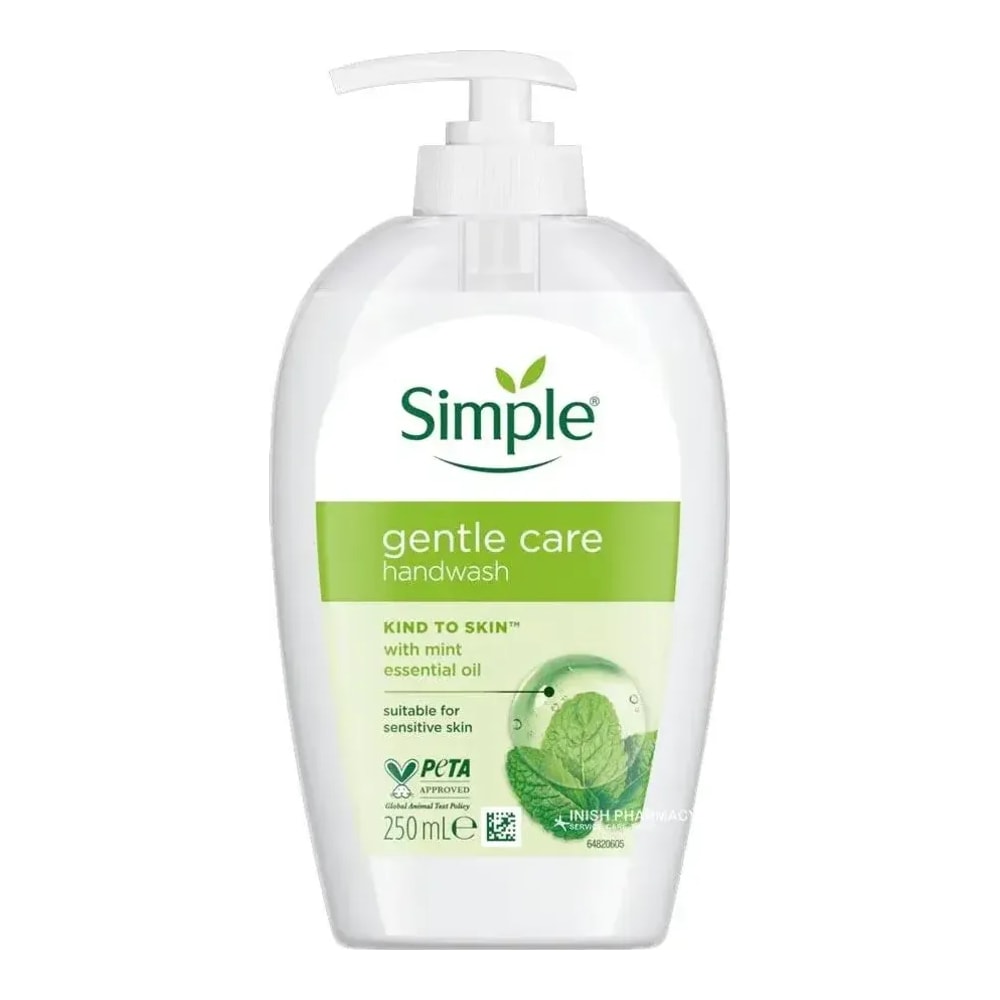 Simple®
gentle care
handwash
KIND TO SKIN™
with mint
essential oil
suitable for
sensitive skin
PETA
APPROVED
Global Animal Test Policy
250 mL e
INISH PHARMACY
64820605